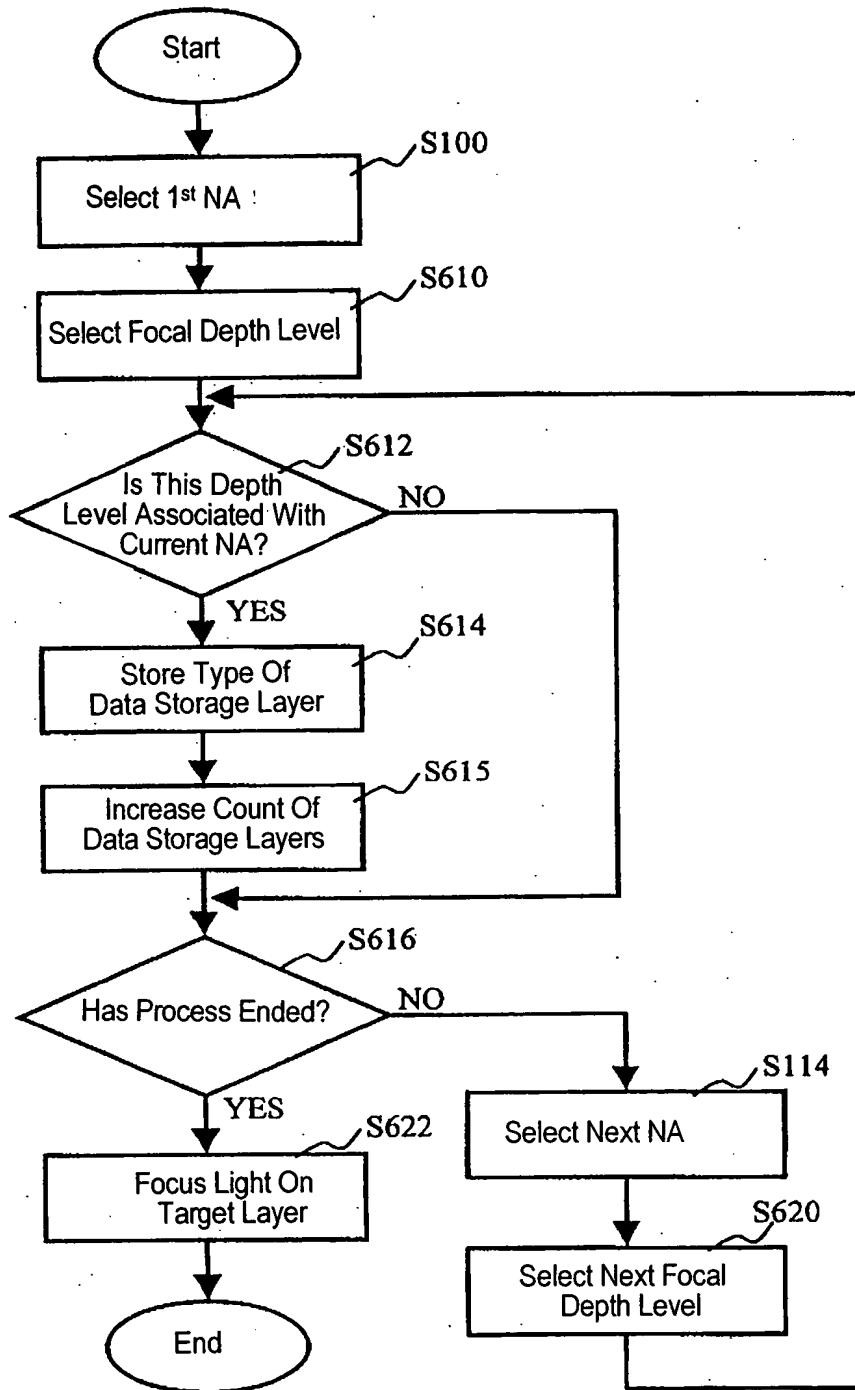 Start
S100
Select 1st NA
S610
Select Focal Depth Level
S612
Is This Depth
Level Associated With
Current NA?
NO
YES
S614
Store Type Of
Data Storage Layer
S615
Increase Count Of
Data Storage Layers
S616
Has Process Ended?
NO
YES
S114
Select Next NA
S622
Focus Light On
Target Layer
S620
Select Next Focal
Depth Level
End